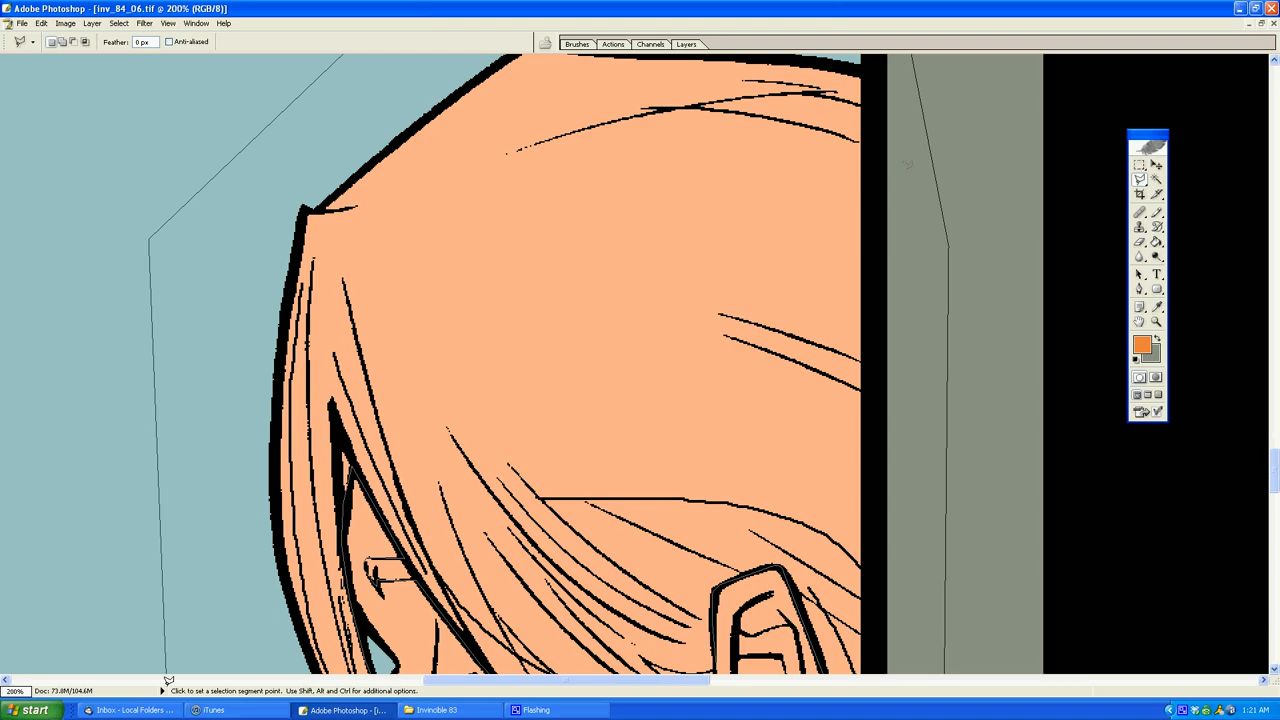 Adobe Photoshop - [inv_84_06.tif @ 200% (RGB/8)]
File Edit Image Layer Select Filter View Window Help
Feather: 0 px Anti-aliased Brushes Actions Channels Layers
T
200% Doc: 73.8M/104.6M Click to set a selection segment point. Use Shift, Alt and Ctrl for additional options.
start Inbox - Local Folders ... iTunes Adobe Photoshop - [i... Invincible 83 Flashing 1:21 AM